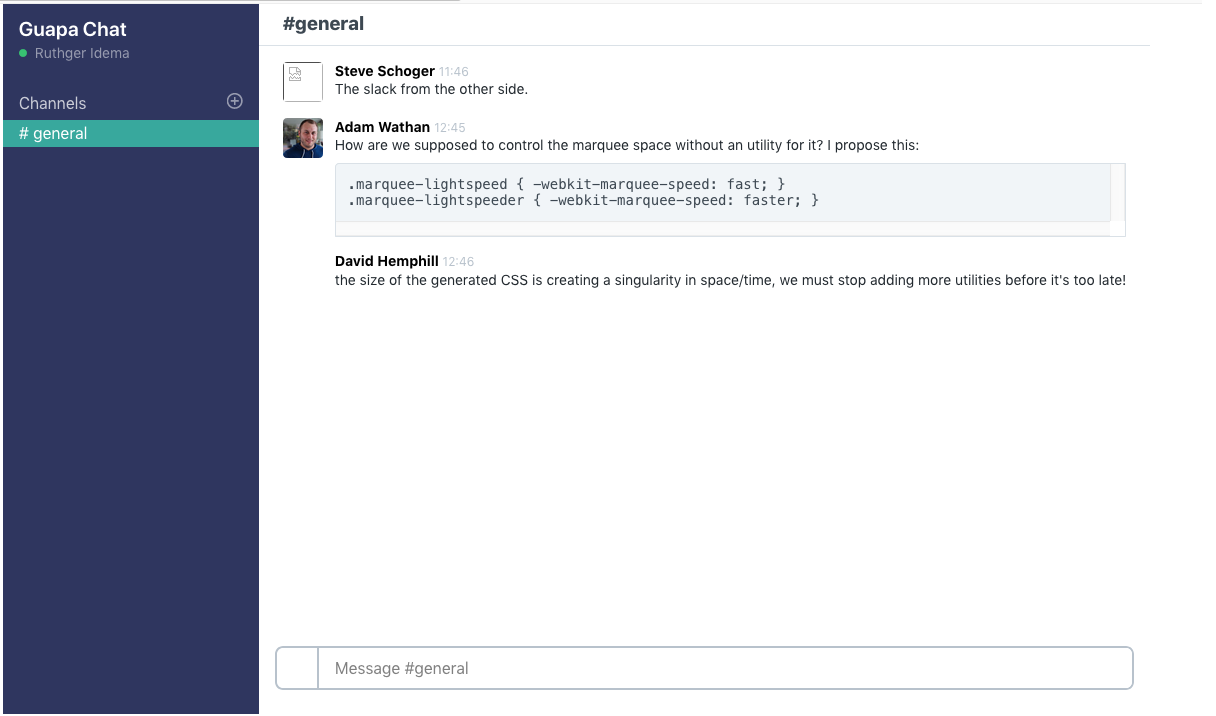 Guapa Chat
Ruthger Idema
Channels
# general
#general
Steve Schoger 11:46
The slack from the other side.
Adam Wathan 12:45
How are we supposed to control the marquee space without an utility for it? I propose this:
.marquee-lightspeed { -webkit-marquee-speed: fast; }
.marquee-lightspeeder { -webkit-marquee-speed: faster; }
David Hemphill 12:46
the size of the generated CSS is creating a singularity in space/time, we must stop adding more utilities before it's too late!
Message #general